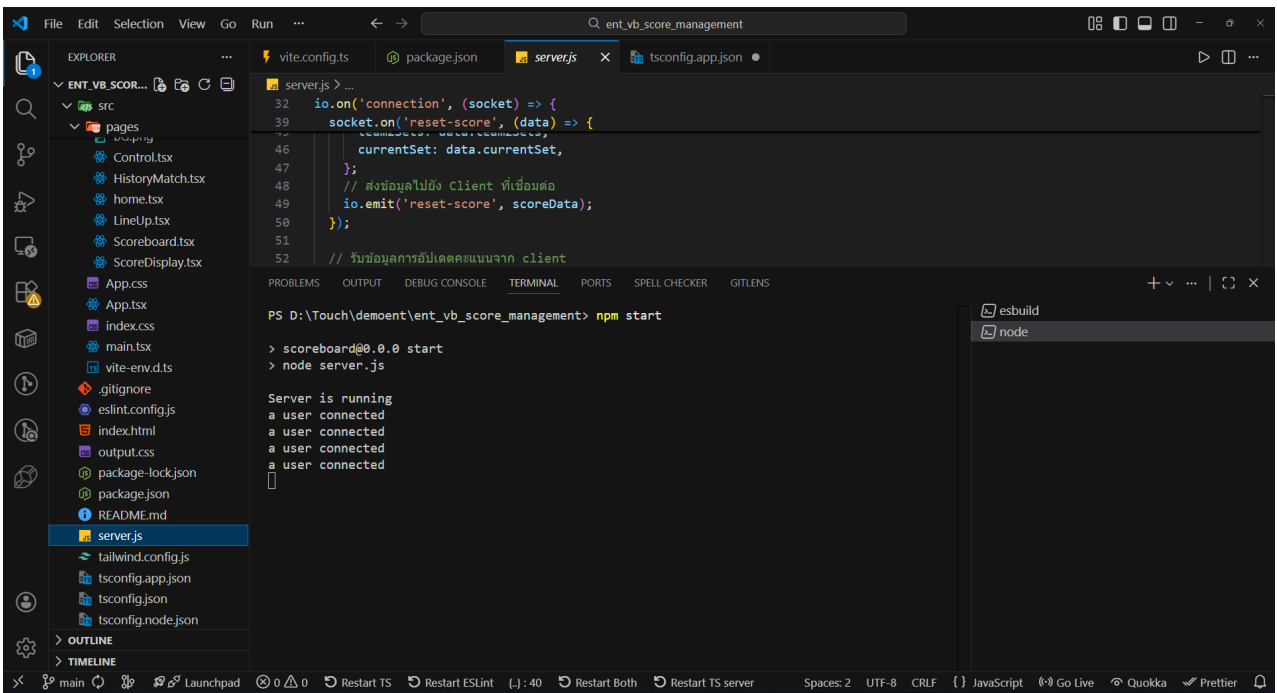 File Edit Selection View Go Run ··· ent_vb_score_management
EXPLORER ···
vite.config.ts package.json server.js tsconfig.app.json
ENT_VB_SCOR...
server.js > ...
src
pages
bg.png
Control.tsx
HistoryMatch.tsx
home.tsx
LineUp.tsx
Scoreboard.tsx
ScoreDisplay.tsx
App.css
App.tsx
index.css
main.tsx
vite-env.d.ts
.gitignore
eslint.config.js
index.html
output.css
package-lock.json
package.json
README.md
server.js
tailwind.config.js
tsconfig.app.json
tsconfig.json
tsconfig.node.json
OUTLINE
TIMELINE
32 io.on('connection', (socket) => {
39 socket.on('reset-score', (data) => {
45 team2Sets: data.team2Sets,
46 currentSet: data.currentSet,
47 };
48 // ส่งข้อมูลไปยัง Client ที่เชื่อมต่อ
49 io.emit('reset-score', scoreData);
50 });
51
52 // รับข้อมูลการอัปเดตคะแนนจาก client
PROBLEMS OUTPUT DEBUG CONSOLE TERMINAL PORTS SPELL CHECKER GITLENS
PS D:\Touch\demoent\ent_vb_score_management> npm start
> scoreboard@0.0.0 start
> node server.js
Server is running
a user connected
a user connected
a user connected
a user connected
esbuild
node
main Launchpad 0 0 Restart TS Restart ESLint {..} : 40 Restart Both Restart TS server Spaces: 2 UTF-8 CRLF { } JavaScript Go Live Quokka Prettier